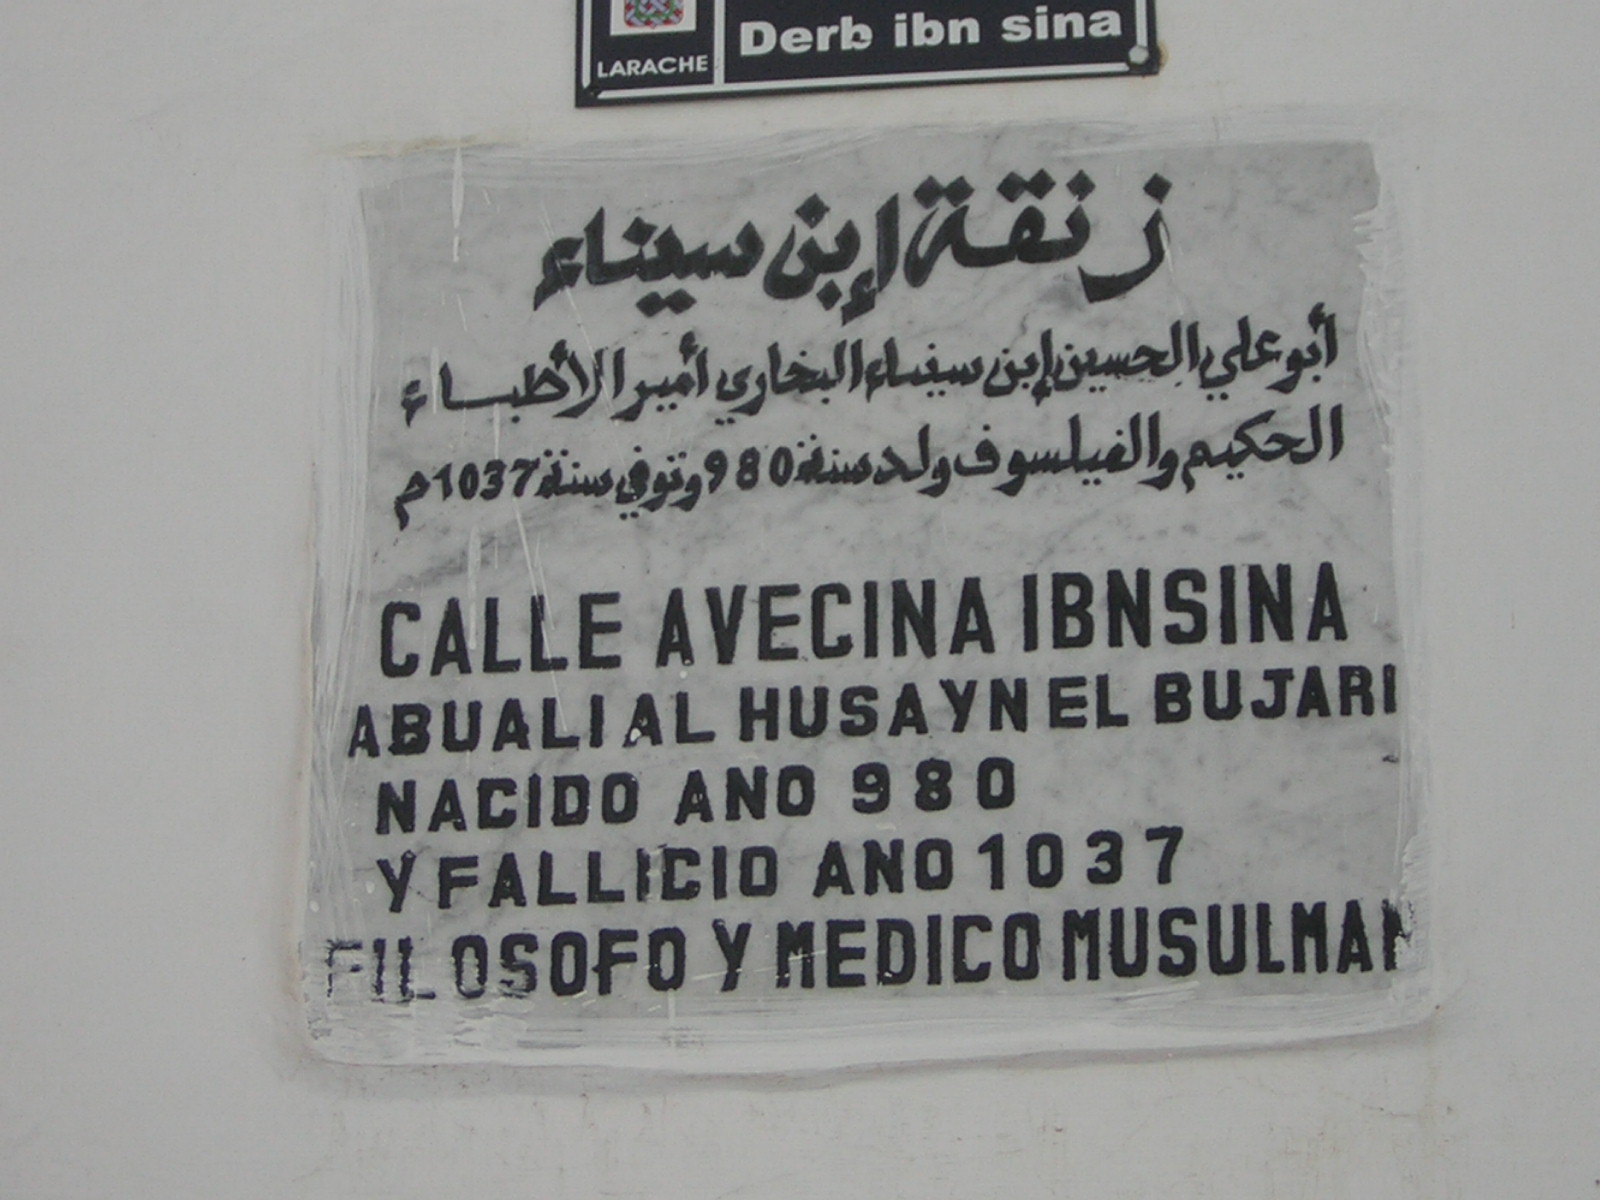 LARACHE
Derb ibn sina
زنقة إبن سيناء
أبو علي الحسين إبن سيناء البخاري أمير الأطباء
الحكيم والفيلسوف ولد سنة 980 وتوفي سنة 1037م
CALLE AVECINA IBNSINA
ABUALI AL HUSAYN EL BUJARI
NACIDO ANO 980
Y FALLICIO ANO 1037
FILOSOFO Y MEDICO MUSULMAN